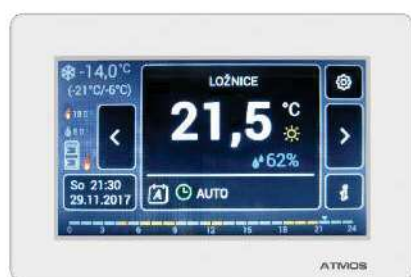 -14,0°C
(-21°C/-6°C)
LOŽNICE
21,5 °C
62%
So 21:30
29.11.2017
A AUTO
0 3 6 9 12 15 18 21 24
ATMOS